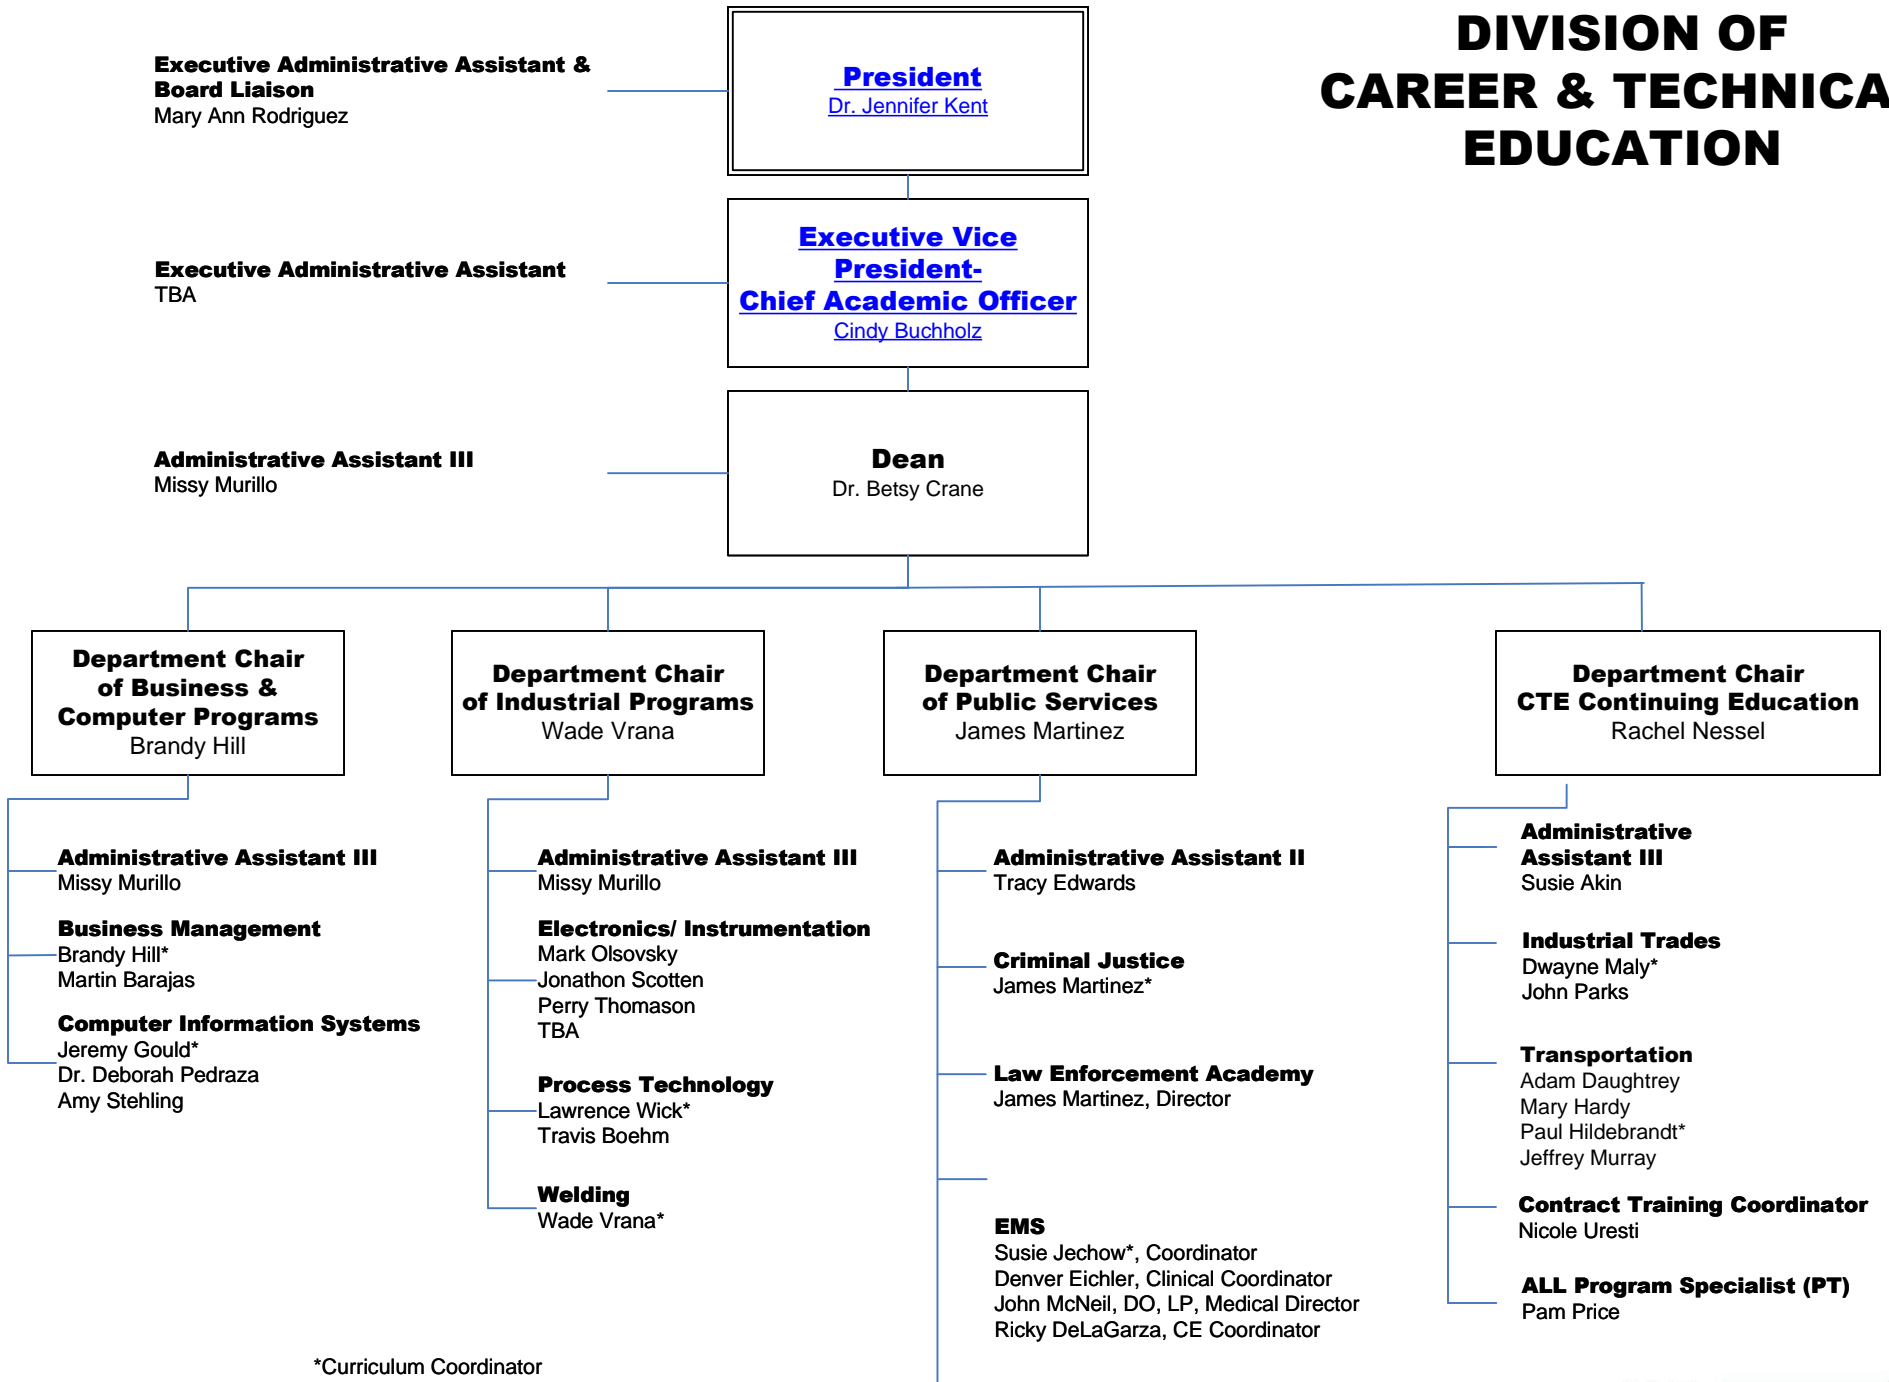 DIVISION OF
CAREER & TECHNICA
EDUCATION
Executive Administrative Assistant &
Board Liaison
Mary Ann Rodriguez
President
Dr. Jennifer Kent
Executive Administrative Assistant
TBA
Executive Vice
President-
Chief Academic Officer
Cindy Buchholz
Administrative Assistant III
Missy Murillo
Dean
Dr. Betsy Crane
Department Chair
of Business &
Computer Programs
Brandy Hill
Administrative Assistant III
Missy Murillo
Business Management
Brandy Hill*
Martin Barajas
Computer Information Systems
Jeremy Gould*
Dr. Deborah Pedraza
Amy Stehling
Department Chair
of Industrial Programs
Wade Vrana
Administrative Assistant III
Missy Murillo
Electronics/ Instrumentation
Mark Olsovsky
Jonathon Scotten
Perry Thomason
TBA
Process Technology
Lawrence Wick*
Travis Boehm
Welding
Wade Vrana*
Department Chair
of Public Services
James Martinez
Administrative Assistant II
Tracy Edwards
Criminal Justice
James Martinez*
Law Enforcement Academy
James Martinez, Director
EMS
Susie Jechow*, Coordinator
Denver Eichler, Clinical Coordinator
John McNeil, DO, LP, Medical Director
Ricky DeLaGarza, CE Coordinator
Department Chair
CTE Continuing Education
Rachel Nessel
Administrative
Assistant III
Susie Akin
Industrial Trades
Dwayne Maly*
John Parks
Transportation
Adam Daughtrey
Mary Hardy
Paul Hildebrandt*
Jeffrey Murray
Contract Training Coordinator
Nicole Uresti
ALL Program Specialist (PT)
Pam Price
*Curriculum Coordinator